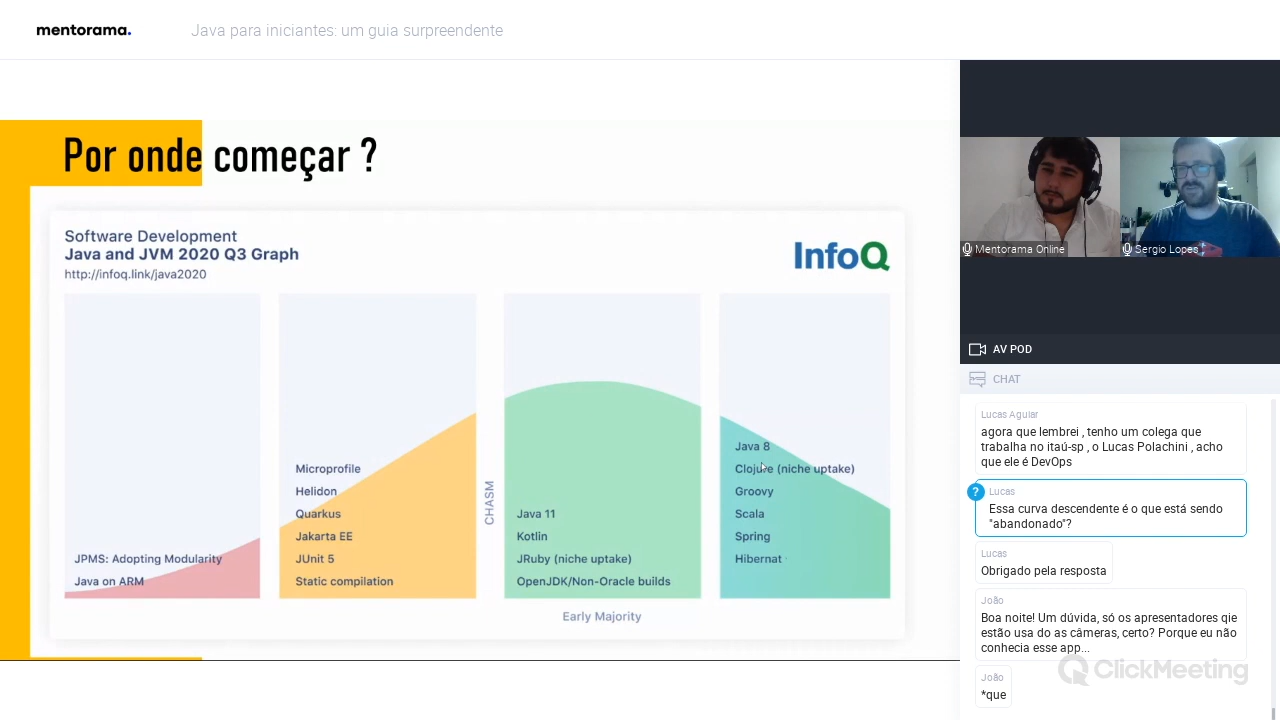 mentorama.
Java para iniciantes: um guia surpreendente
Por onde começar ?
Software Development
Java and JVM 2020 Q3 Graph
http://infoq.link/java2020
InfoQ
JPMS: Adopting Modularity
Java on ARM
Microprofile
Helidon
Quarkus
Jakarta EE
JUnit 5
Static compilation
CHASM
Java 11
Kotlin
JRuby (niche uptake)
OpenJDK/Non-Oracle builds
Early Majority
Java 8
Clojure (niche uptake)
Groovy
Scala
Spring
Hibernat
Mentorama Online
Sergio Lopes
AV POD
CHAT
Lucas Aguiar
agora que lembrei , tenho um colega que
trabalha no itaú-sp , o Lucas Polachini , acho
que ele é DevOps
?
Lucas
Essa curva descendente é o que está sendo
"abandonado"?
Lucas
Obrigado pela resposta
João
Boa noite! Um dúvida, só os apresentadores qie
estão usa do as câmeras, certo? Porque eu não
conhecia esse app...
ClickMeeting
João
*que